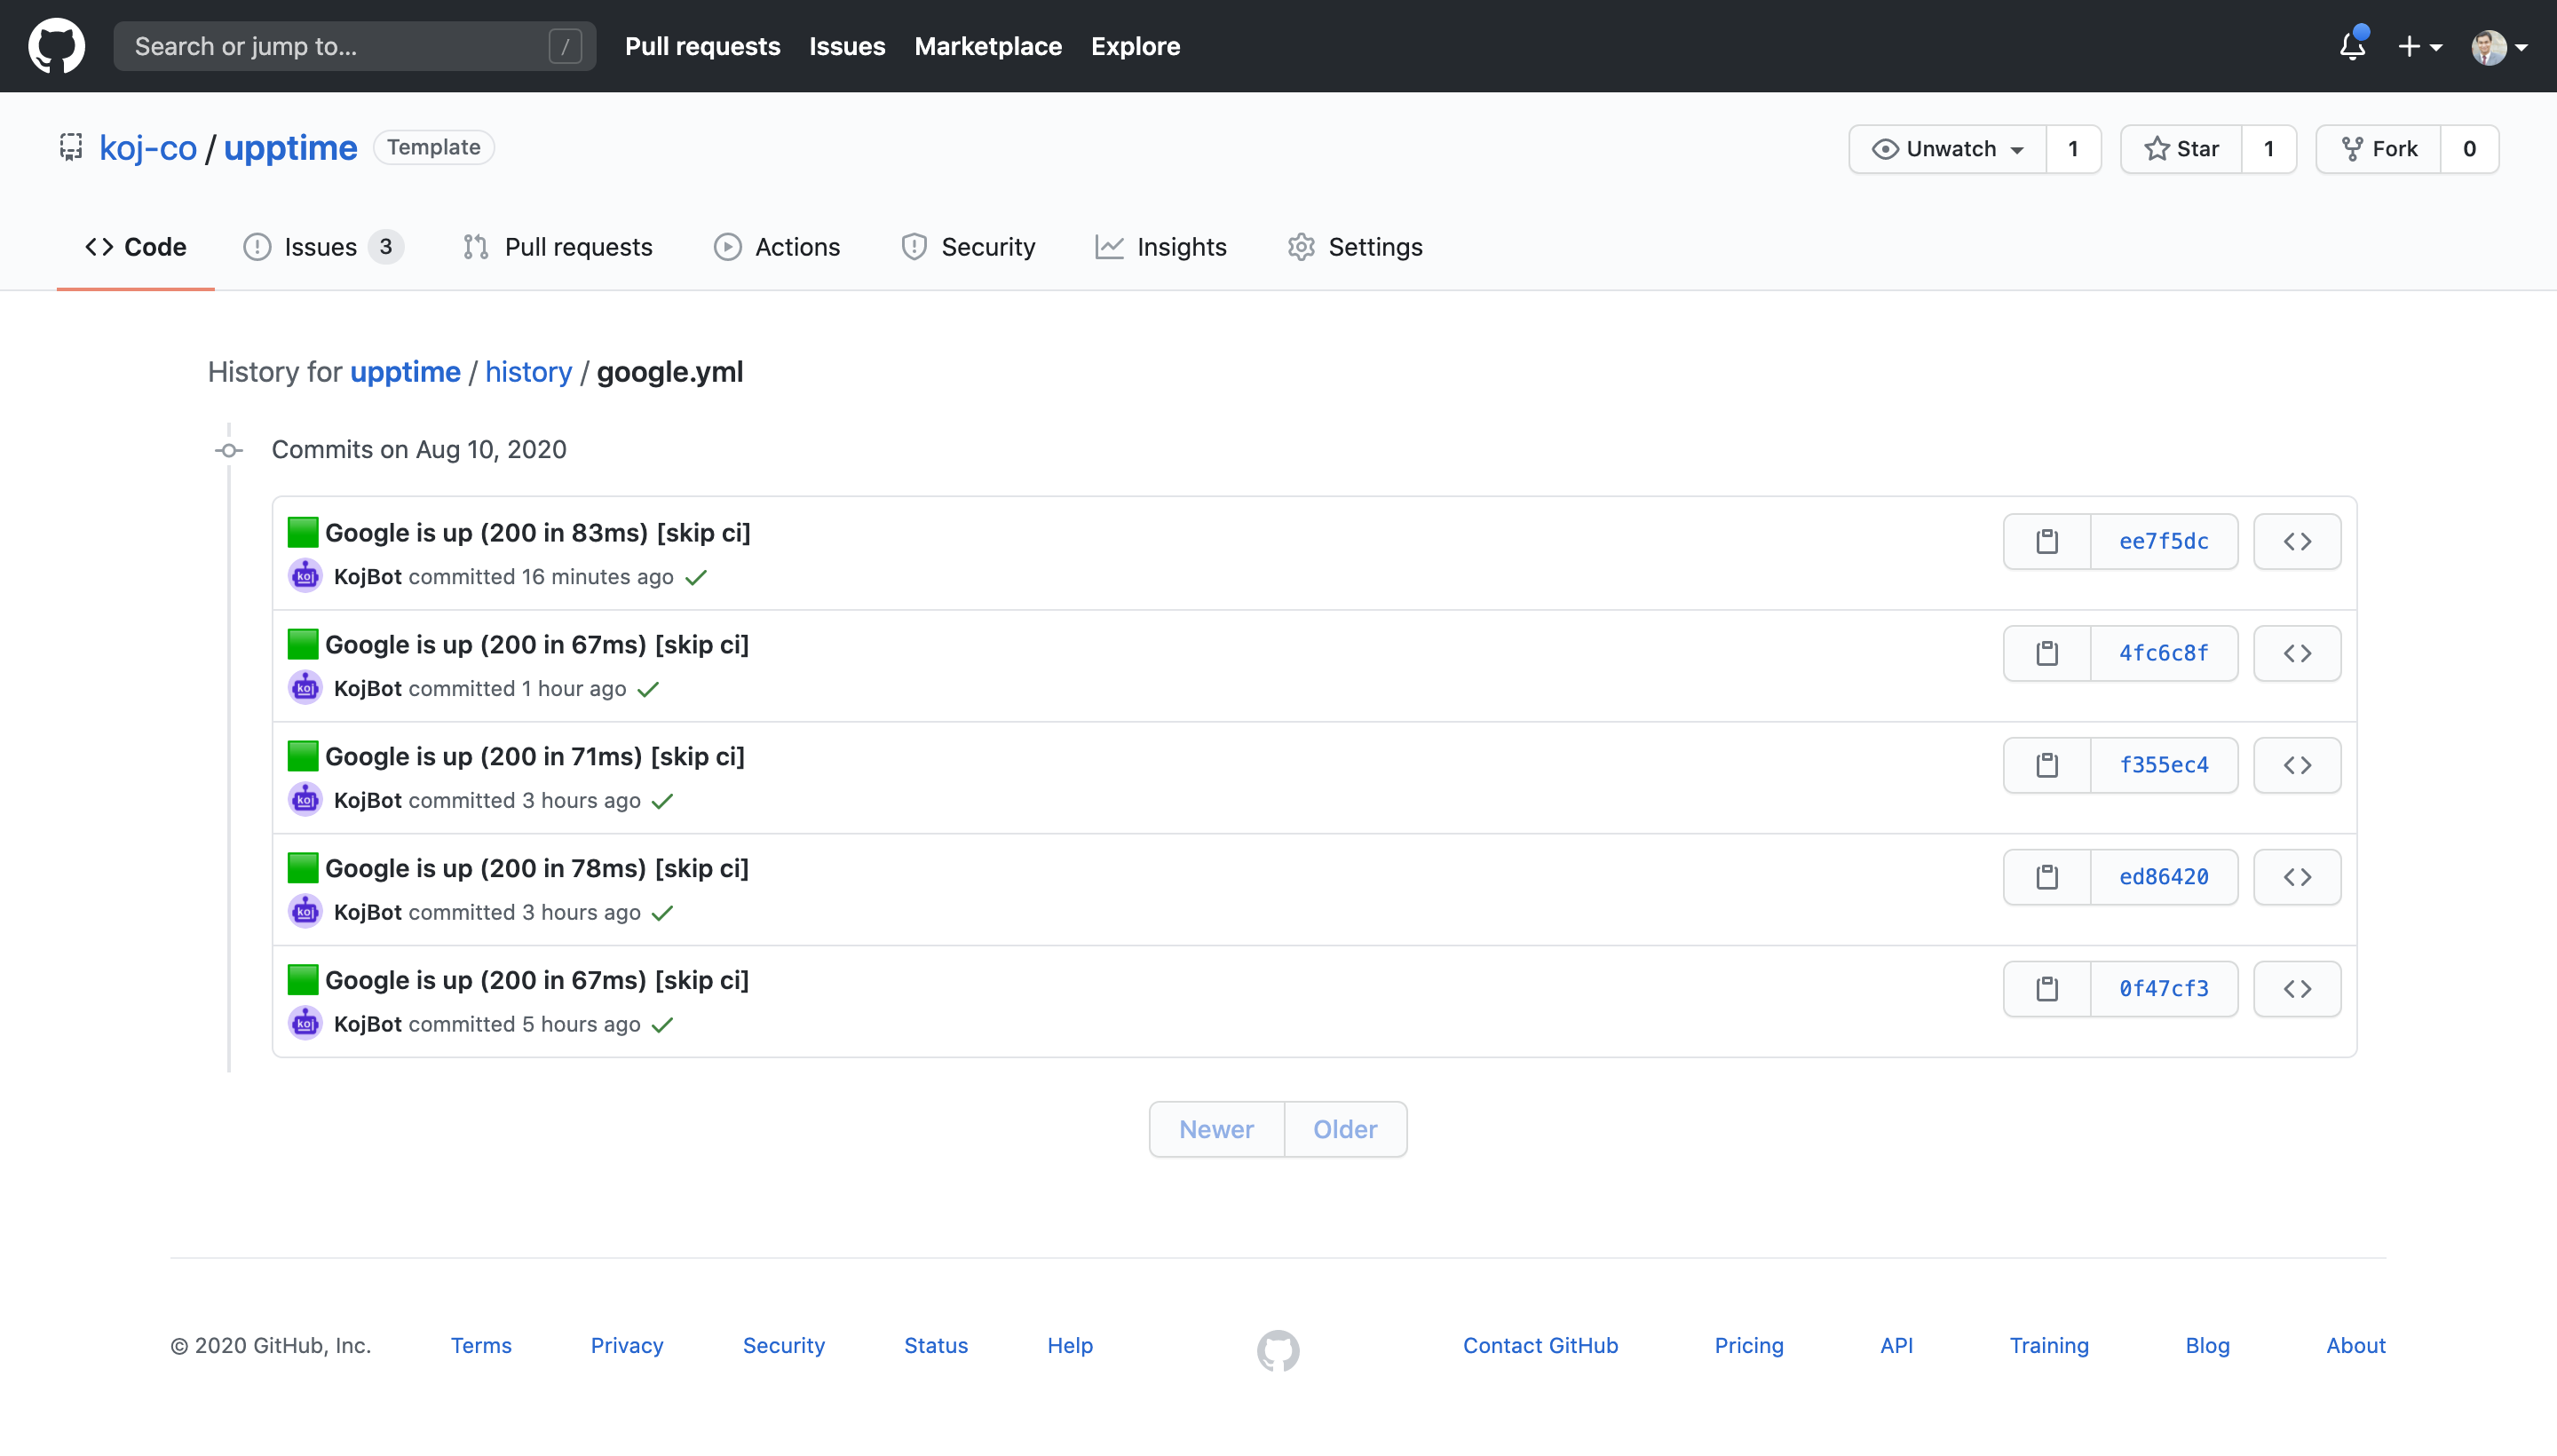 Search or jump to... / Pull requests Issues Marketplace Explore
koj-co / upptime Template Unwatch 1 Star 1 Fork 0
Code Issues 3 Pull requests Actions Security Insights Settings
History for upptime / history / google.yml
Commits on Aug 10, 2020
Google is up (200 in 83ms) [skip ci]
ee7f5dc
koj KojBot committed 16 minutes ago
Google is up (200 in 67ms) [skip ci]
4fc6c8f
koj KojBot committed 1 hour ago
Google is up (200 in 71ms) [skip ci]
f355ec4
koj KojBot committed 3 hours ago
Google is up (200 in 78ms) [skip ci]
ed86420
koj KojBot committed 3 hours ago
Google is up (200 in 67ms) [skip ci]
0f47cf3
koj KojBot committed 5 hours ago
Newer Older
© 2020 GitHub, Inc. Terms Privacy Security Status Help Contact GitHub Pricing API Training Blog About